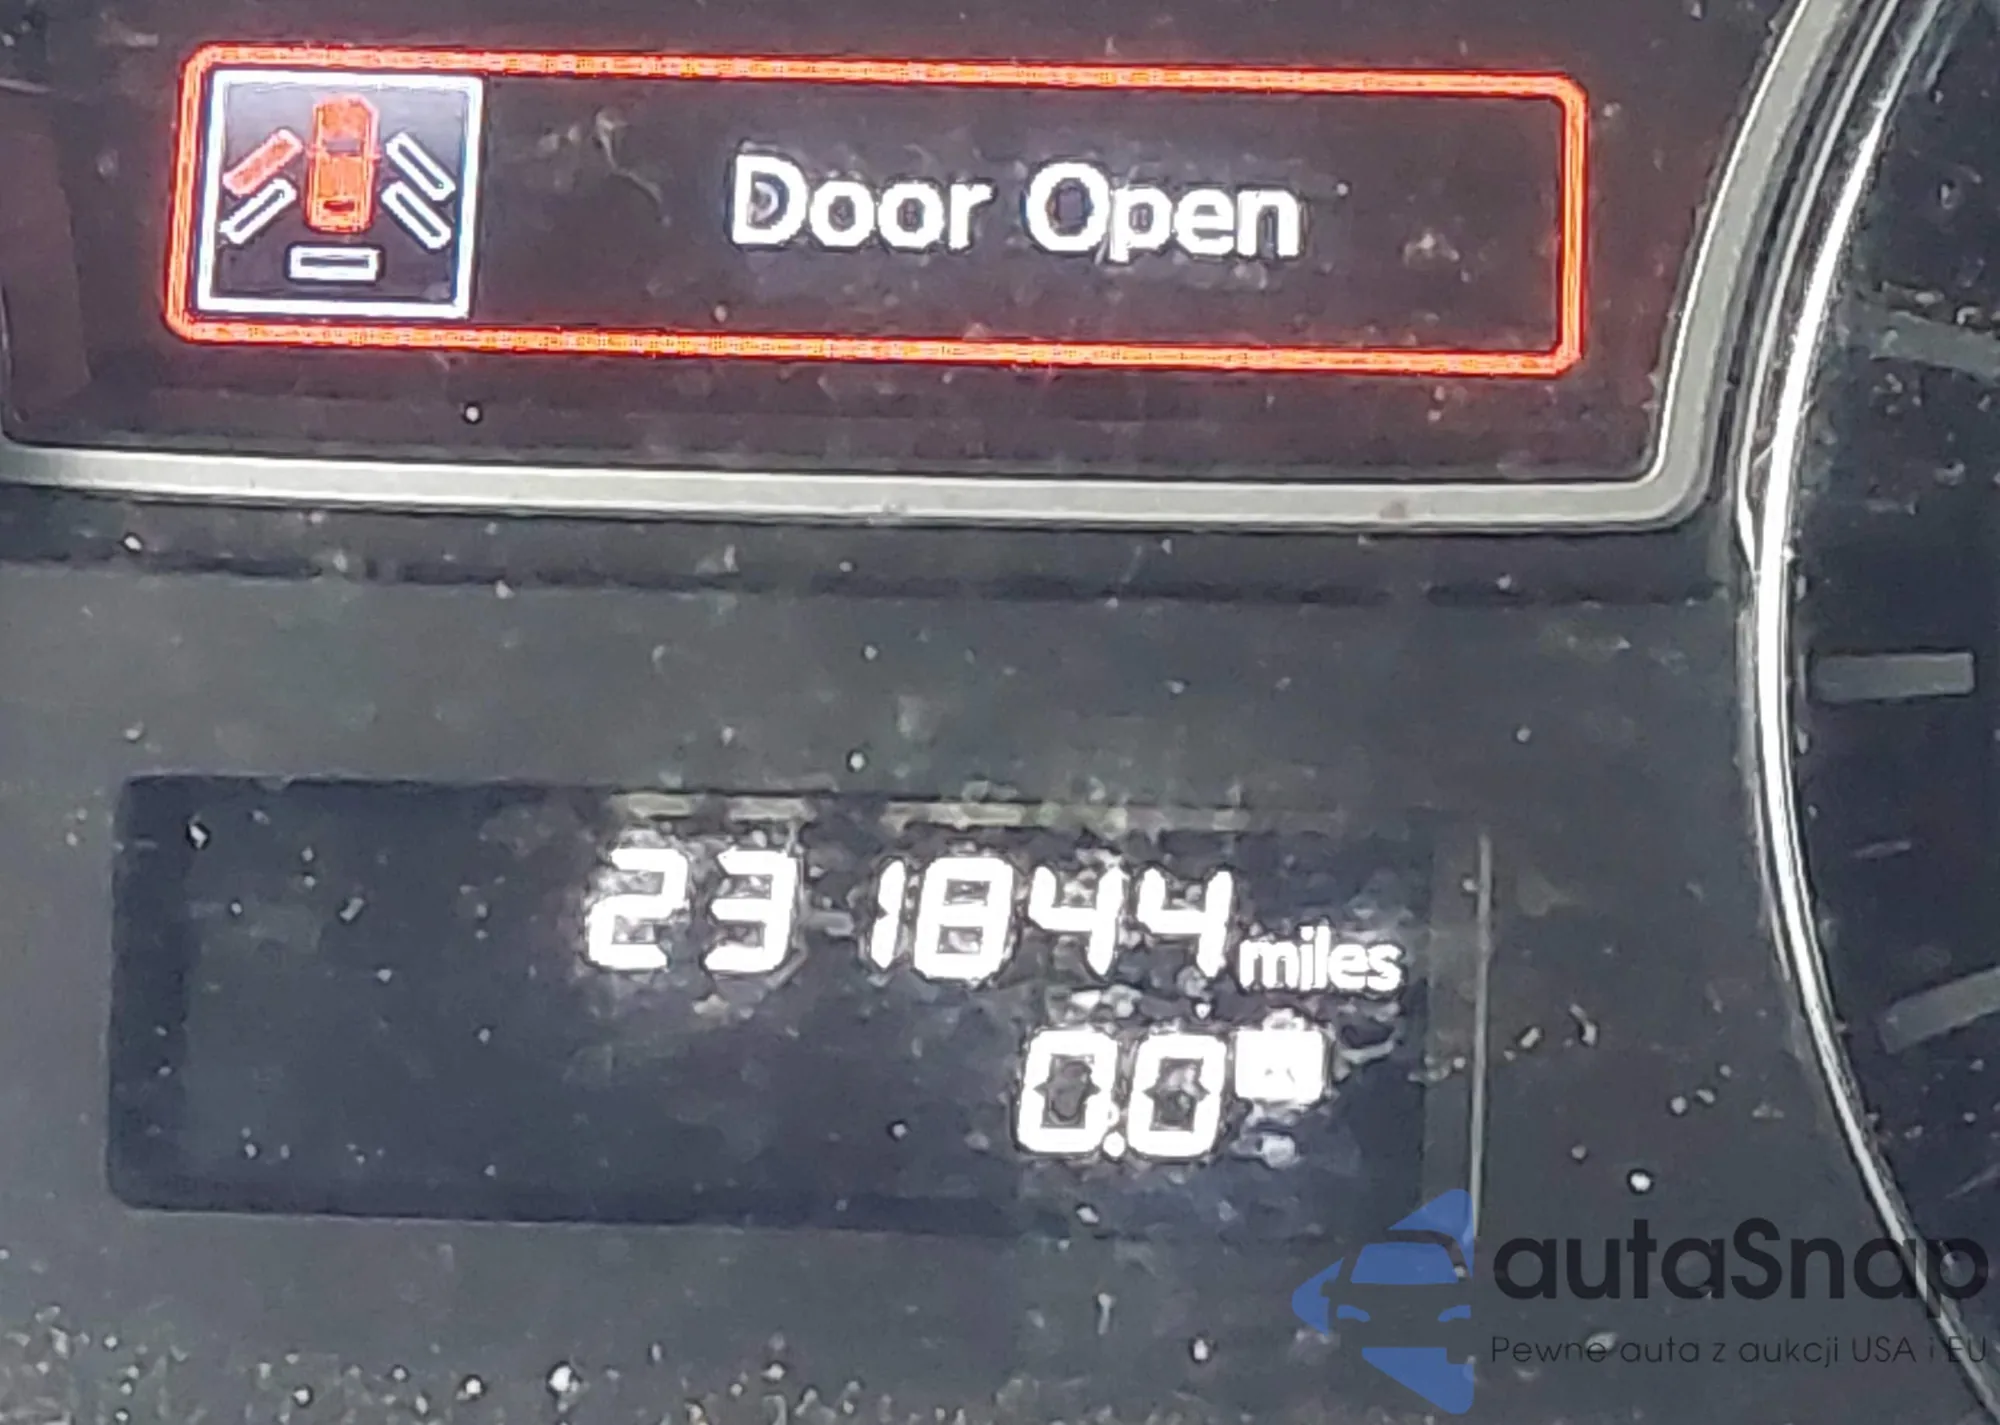 Door Open
231844 miles
0.0
autaSnap
Pewne auta z aukcji USA i EU